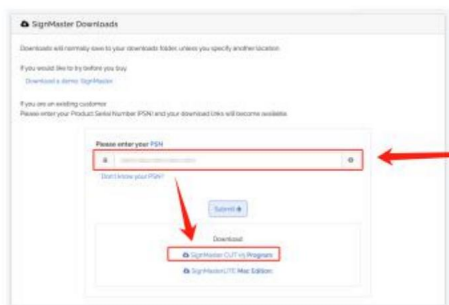 SignMaster Downloads
Downloads will normally save to your downloads folder, unless you specify another location
If you would like to try before you buy
Download a demo: SignMaster
If you are an existing customer
Please enter your Product Serial Number (PSN) and your download links will become available
Please enter your PSN
Don't know your PSN?
Submit
Download:
SignMaster CUT v5 Program
SignMasterLITE Mac Edition